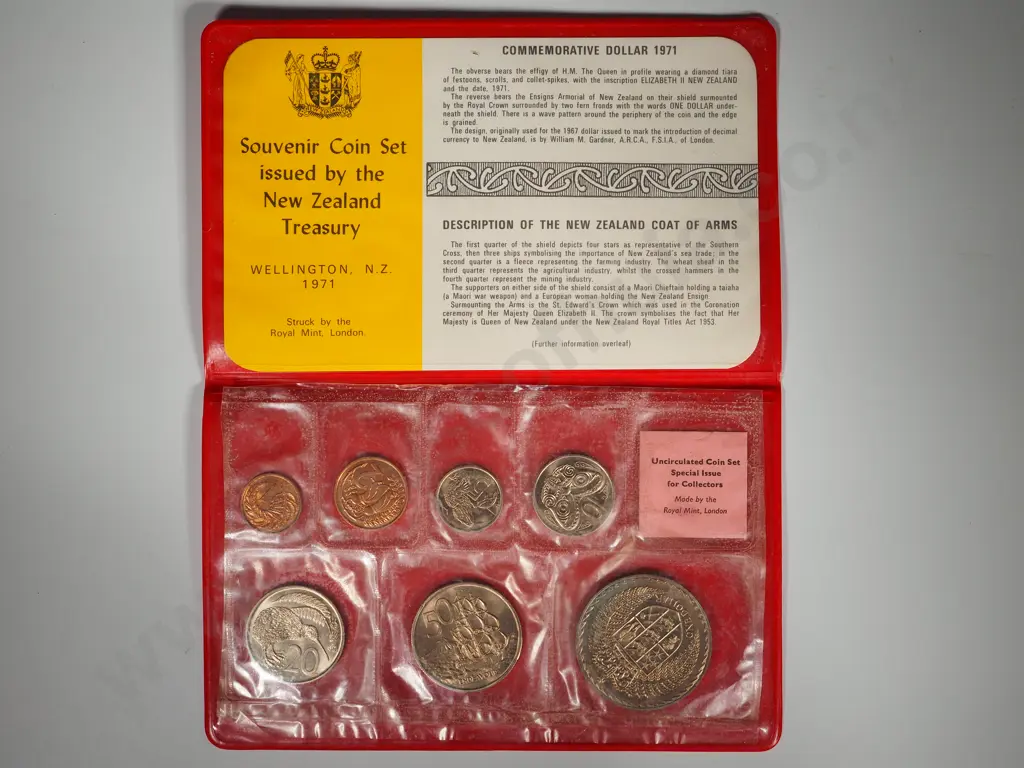 Souvenir Coin Set
issued by the
New Zealand
Treasury
WELLINGTON, N.Z.
1971
Struck by the
Royal Mint, London.
COMMEMORATIVE DOLLAR 1971
The obverse bears the effigy of H.M. The Queen in profile wearing a diamond tiara
of festoons, scrolls, and collet-spikes, with the inscription ELIZABETH II NEW ZEALAND
and the date, 1971.
The reverse bears the Ensigns Armorial of New Zealand on their shield surmounted
by the Royal Crown surrounded by two fern fronds with the words ONE DOLLAR under-
neath the shield. There is a wave pattern around the periphery of the coin and the edge
is grained.
The design, originally used for the 1967 dollar issued to mark the introduction of decimal
currency to New Zealand, is by William M. Gardner, A.R.C.A., F.S.I.A., of London.
DESCRIPTION OF THE NEW ZEALAND COAT OF ARMS
The first quarter of the shield depicts four stars as representative of the Southern
Cross, then three ships symbolising the importance of New Zealand's sea trade; in the
second quarter is a fleece representing the farming industry. The wheat sheaf in the
third quarter represents the agricultural industry, whilst the crossed hammers in the
fourth quarter represent the mining industry.
The supporters on either side of the shield consist of a Maori Chieftain holding a taiaha
(a Maori war weapon) and a European woman holding the New Zealand Ensign.
Surmounting the Arms is the St. Edward's Crown which was used in the Coronation
ceremony of Her Majesty Queen Elizabeth II. The crown symbolises the fact that Her
Majesty is Queen of New Zealand under the New Zealand Royal Titles Act 1953.
(Further information overleaf)
Uncirculated Coin Set
Special Issue
for Collectors
Made by the
Royal Mint, London
20
50
ONE DOLLAR